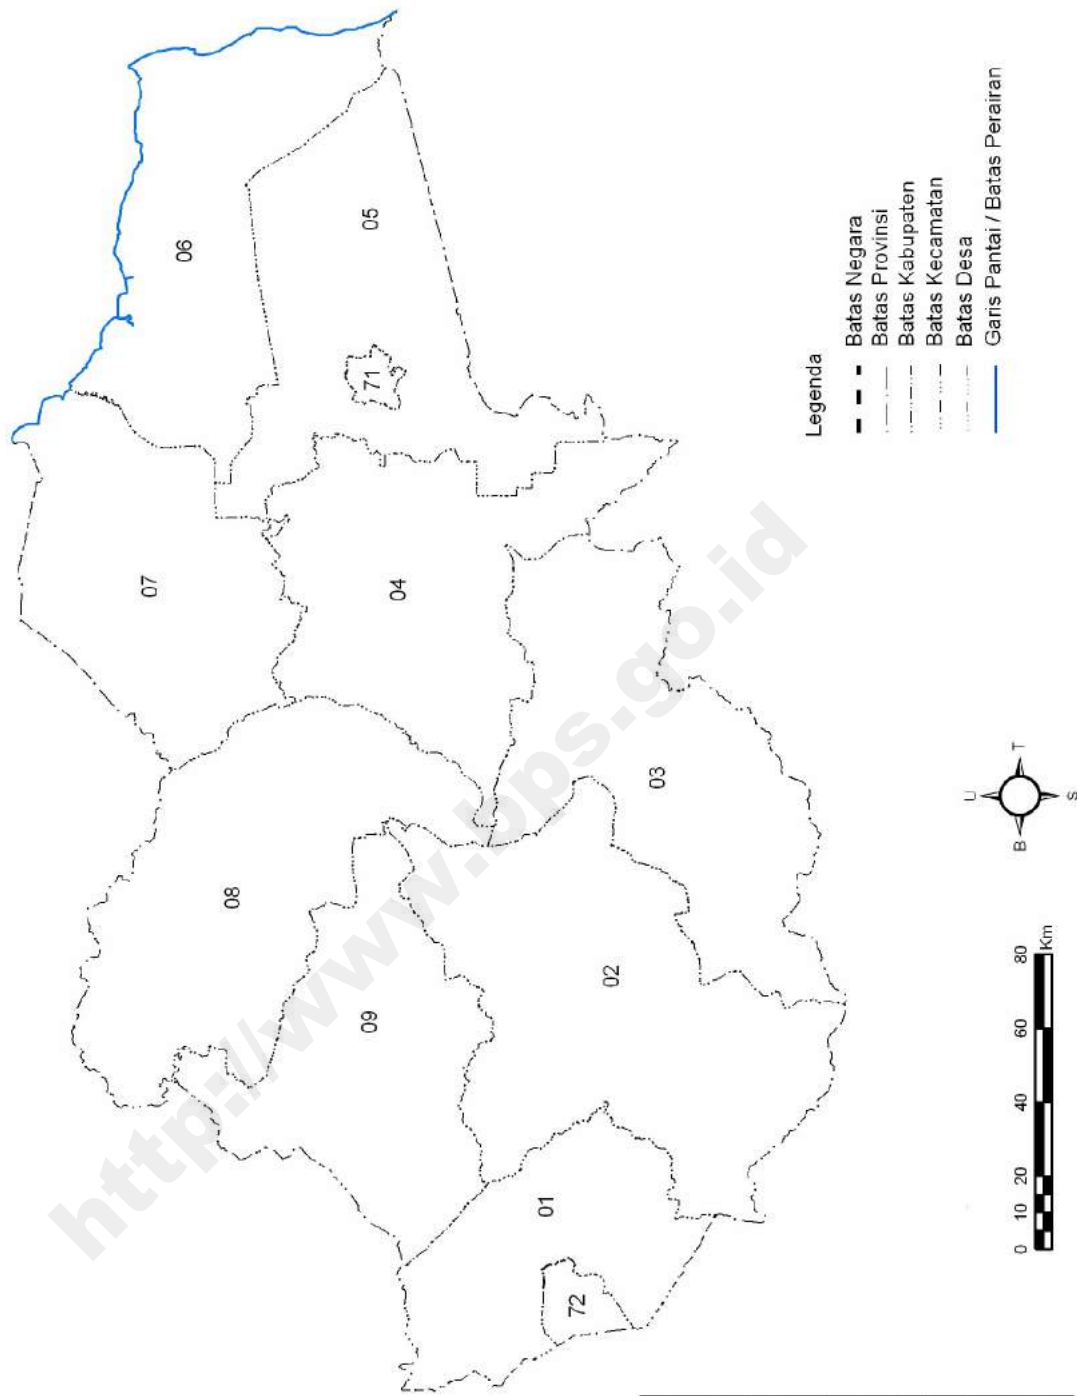 06
05
71
07
04
03
08
09
02
01
72
http://www.bps.go.id
Legenda
Batas Negara
Batas Provinsi
Batas Kabupaten
Batas Kecamatan
Batas Desa
Garis Pantai / Batas Perairan
U
B T
S
0 10 20 40 60 80
Km